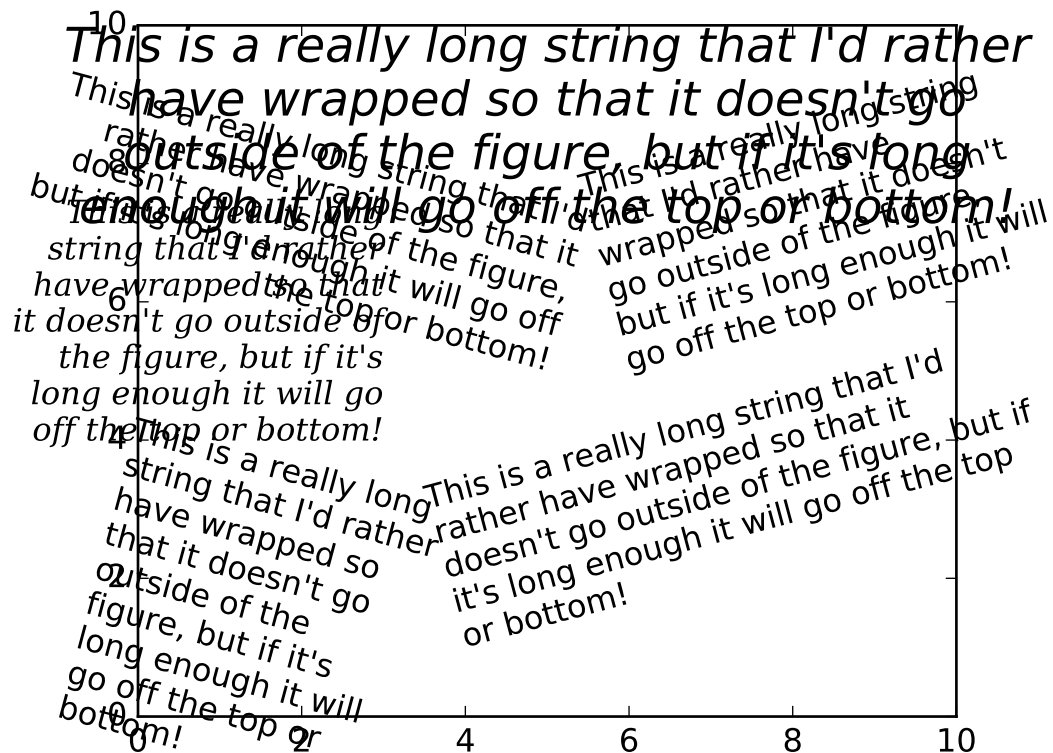 This is a really long string that I'd rather
have wrapped so that it doesn't go
outside of the figure, but if it's long
enough it will go off the top or bottom!
This is a really long string that I'd
rather have wrapped so that it
doesn't go outside of the figure,
but if it's long enough it will go off
the top or bottom!
This is a really long string
that I'd rather have
wrapped so that it doesn't
go outside of the figure,
but if it's long enough it will
go off the top or bottom!
This is a really long
string that I'd rather
have wrapped so that
it doesn't go outside of
the figure, but if it's
long enough it will go
off the top or bottom!
This is a really long
string that I'd rather
have wrapped so
that it doesn't go
outside of the
figure, but if it's
long enough it will
go off the top or
bottom!
This is a really long string that I'd
rather have wrapped so that it
doesn't go outside of the figure, but if
it's long enough it will go off the top
or bottom!
10
8
6
4
2
0
0 2 4 6 8 10